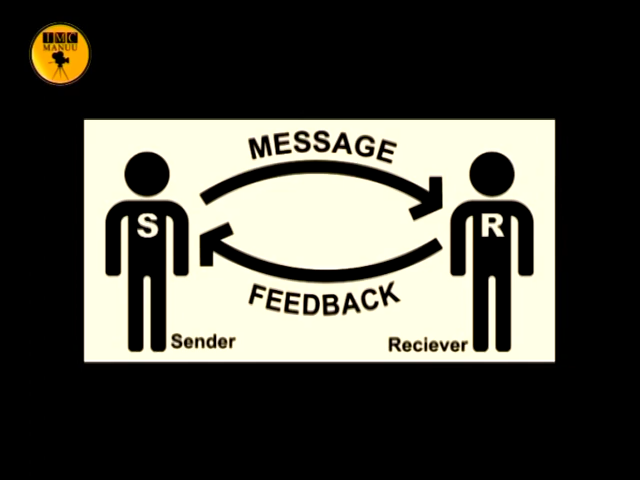 IMC
MANUU
MESSAGE
S
R
FEEDBACK
Sender
Reciever